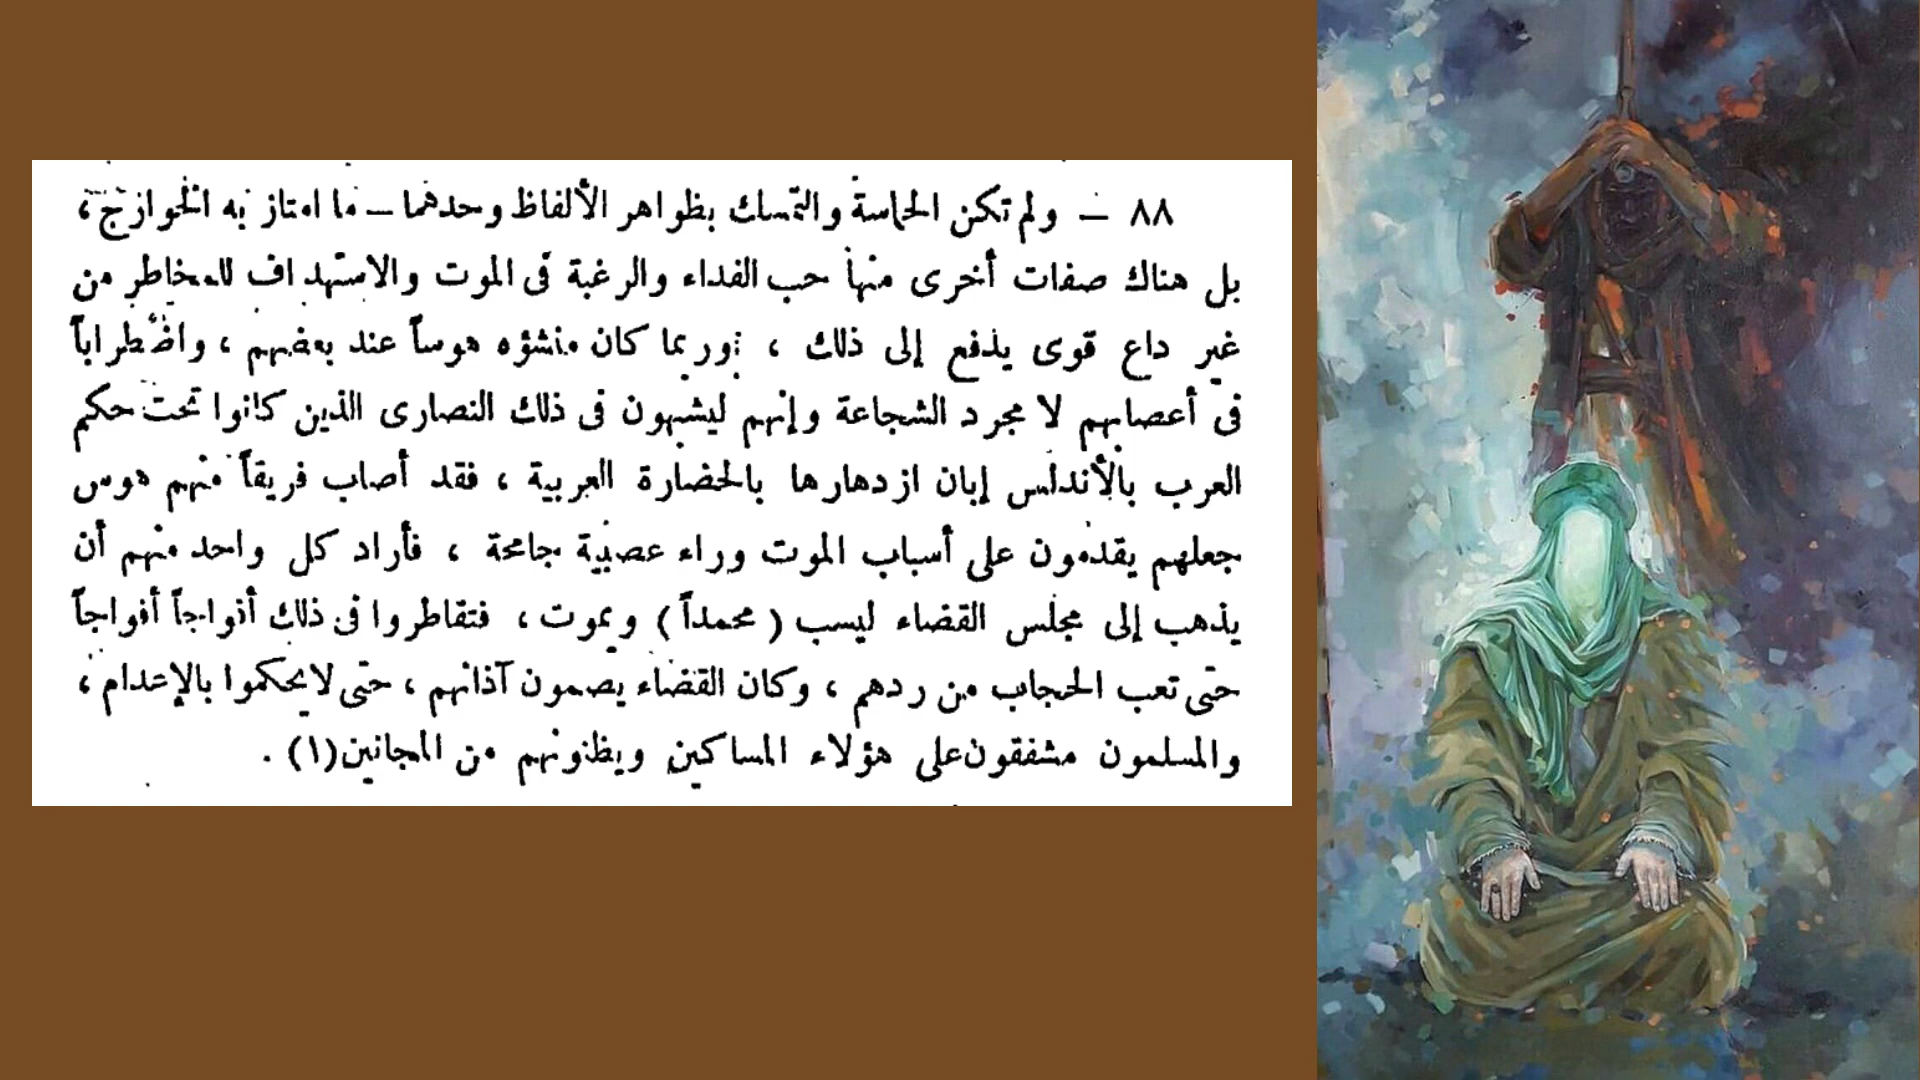 ٨٨ — ولم تكن الحماسة والتمسك بظواهر الألفاظ وحدهما — ما امتاز به الخوارج ،
بل هناك صفات أخرى منها حب الفداء والرغبة فى الموت والاستهداف للمخاطر من
غير داع قوى يدفع إلى ذلك ، وربما كان منشؤه هوساً عند بعضهم ، واضطراباً
فى أعصابهم لا مجرد الشجاعة وإنهم ليشبهون فى ذلك النصارى الذين كانوا تحت حكم
العرب بالأندلس إبان ازدهارها بالحضارة العربية ، فقد أصاب فريقاً منهم هوس
جعلهم يقدمون على أسباب الموت وراء عصبية جامحة ، فأراد كل واحد منهم أن
يذهب إلى مجلس القضاء ليسب ( محمداً ) ويموت ، فتقاطروا فى ذلك أفواجاً أفواجاً
حتى تعب الحجاب من ردهم ، وكان القضاء يصمون آذانهم ، حتى لا يحكموا بالإعدام ،
والمسلمون مشفقون على هؤلاء المساكين ويظنونهم من المجانين(١) .